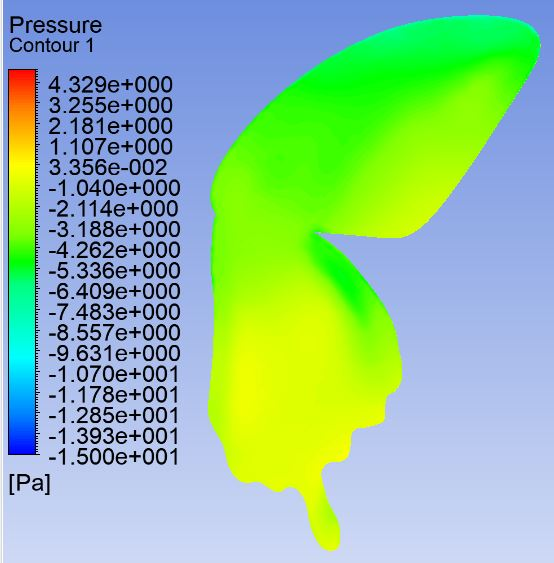 Pressure
Contour 1
4.329e+000
3.255e+000
2.181e+000
1.107e+000
3.356e-002
-1.040e+000
-2.114e+000
-3.188e+000
-4.262e+000
-5.336e+000
-6.409e+000
-7.483e+000
-8.557e+000
-9.631e+000
-1.070e+001
-1.178e+001
-1.285e+001
-1.393e+001
-1.500e+001
[Pa]